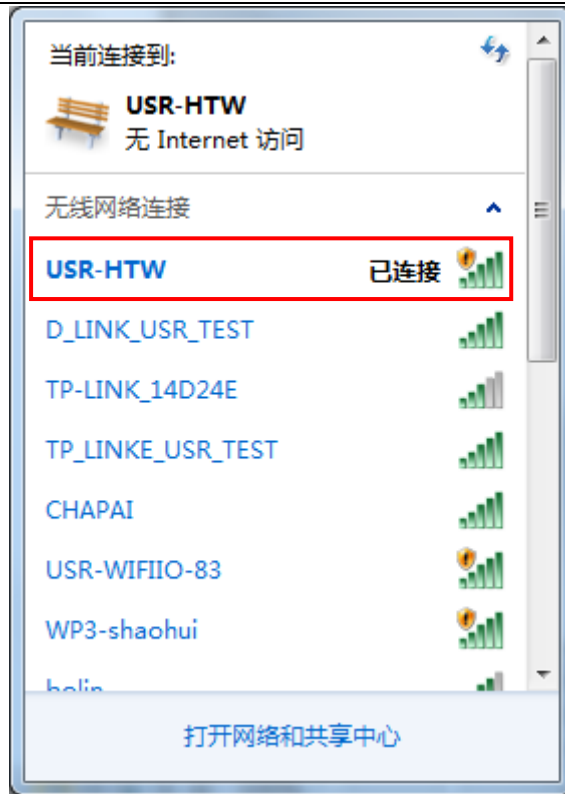 当前连接到:
USR-HTW
无 Internet 访问
无线网络连接
USR-HTW 已连接
D_LINK_USR_TEST
TP-LINK_14D24E
TP_LINKE_USR_TEST
CHAPAI
USR-WIFIIO-83
WP3-shaohui
打开网络和共享中心